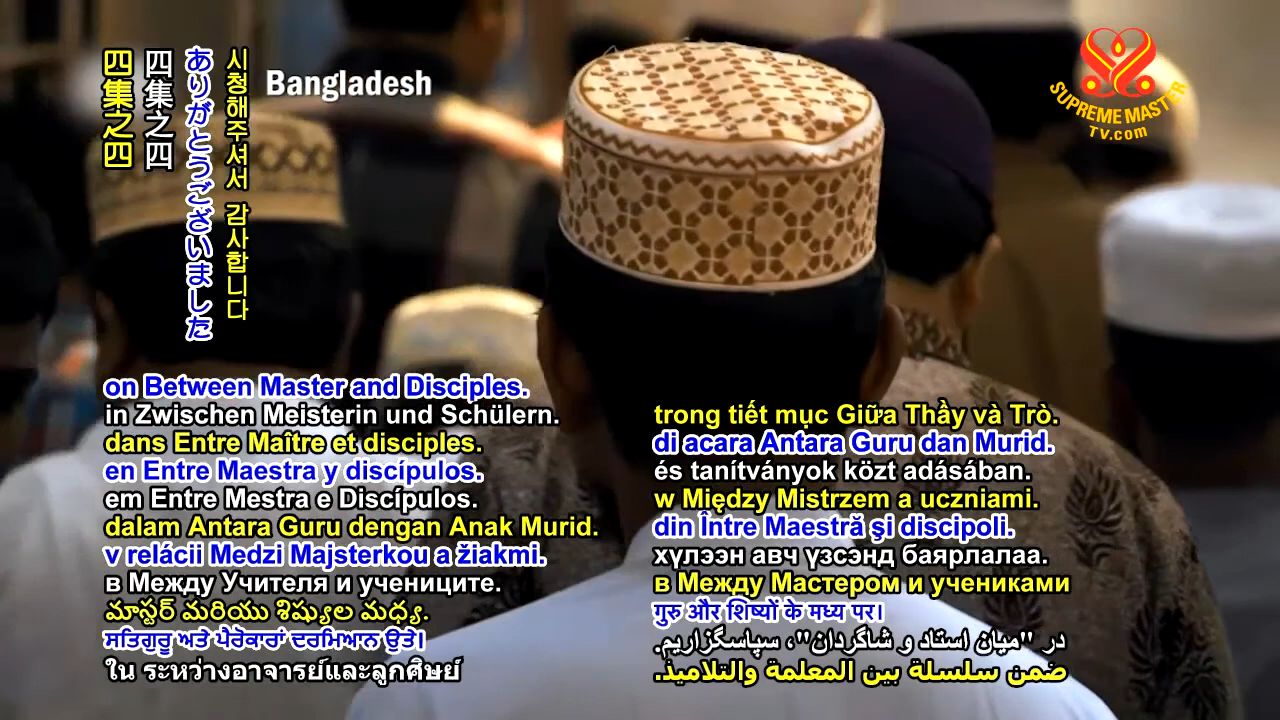 四集之四
四集之四
ありがとうございました
시청해주셔서 감사합니다
Bangladesh
SUPREME MASTER
TV.com
on Between Master and Disciples.
in Zwischen Meisterin und Schülern.
dans Entre Maître et disciples.
en Entre Maestra y discípulos.
em Entre Mestra e Discípulos.
dalam Antara Guru dengan Anak Murid.
v relácii Medzi Majsterkou a žiakmi.
в Между Учителя и учениците.
మాస్టర్ మరియు శిష్యుల మధ్య.
ਸਤਿਗੁਰੂ ਅਤੇ ਪੈਰੋਕਾਰਾਂ ਦਰਮਿਆਨ ਉਤੇ।
ใน ระหว่างอาจารย์และลูกศิษย์
trong tiết mục Giữa Thầy và Trò.
di acara Antara Guru dan Murid.
és tanítványok közt adásában.
w Między Mistrzem a uczniami.
din Între Maestră şi discipoli.
хүлээн авч үзсэнд баярлалаа.
в Между Мастером и учениками
गुरु और शिष्यों के मध्य पर।
در "میان استاد و شاگردان"، سپاسگزاریم.
ضمن سلسلة بين المعلمة والتلاميذ.